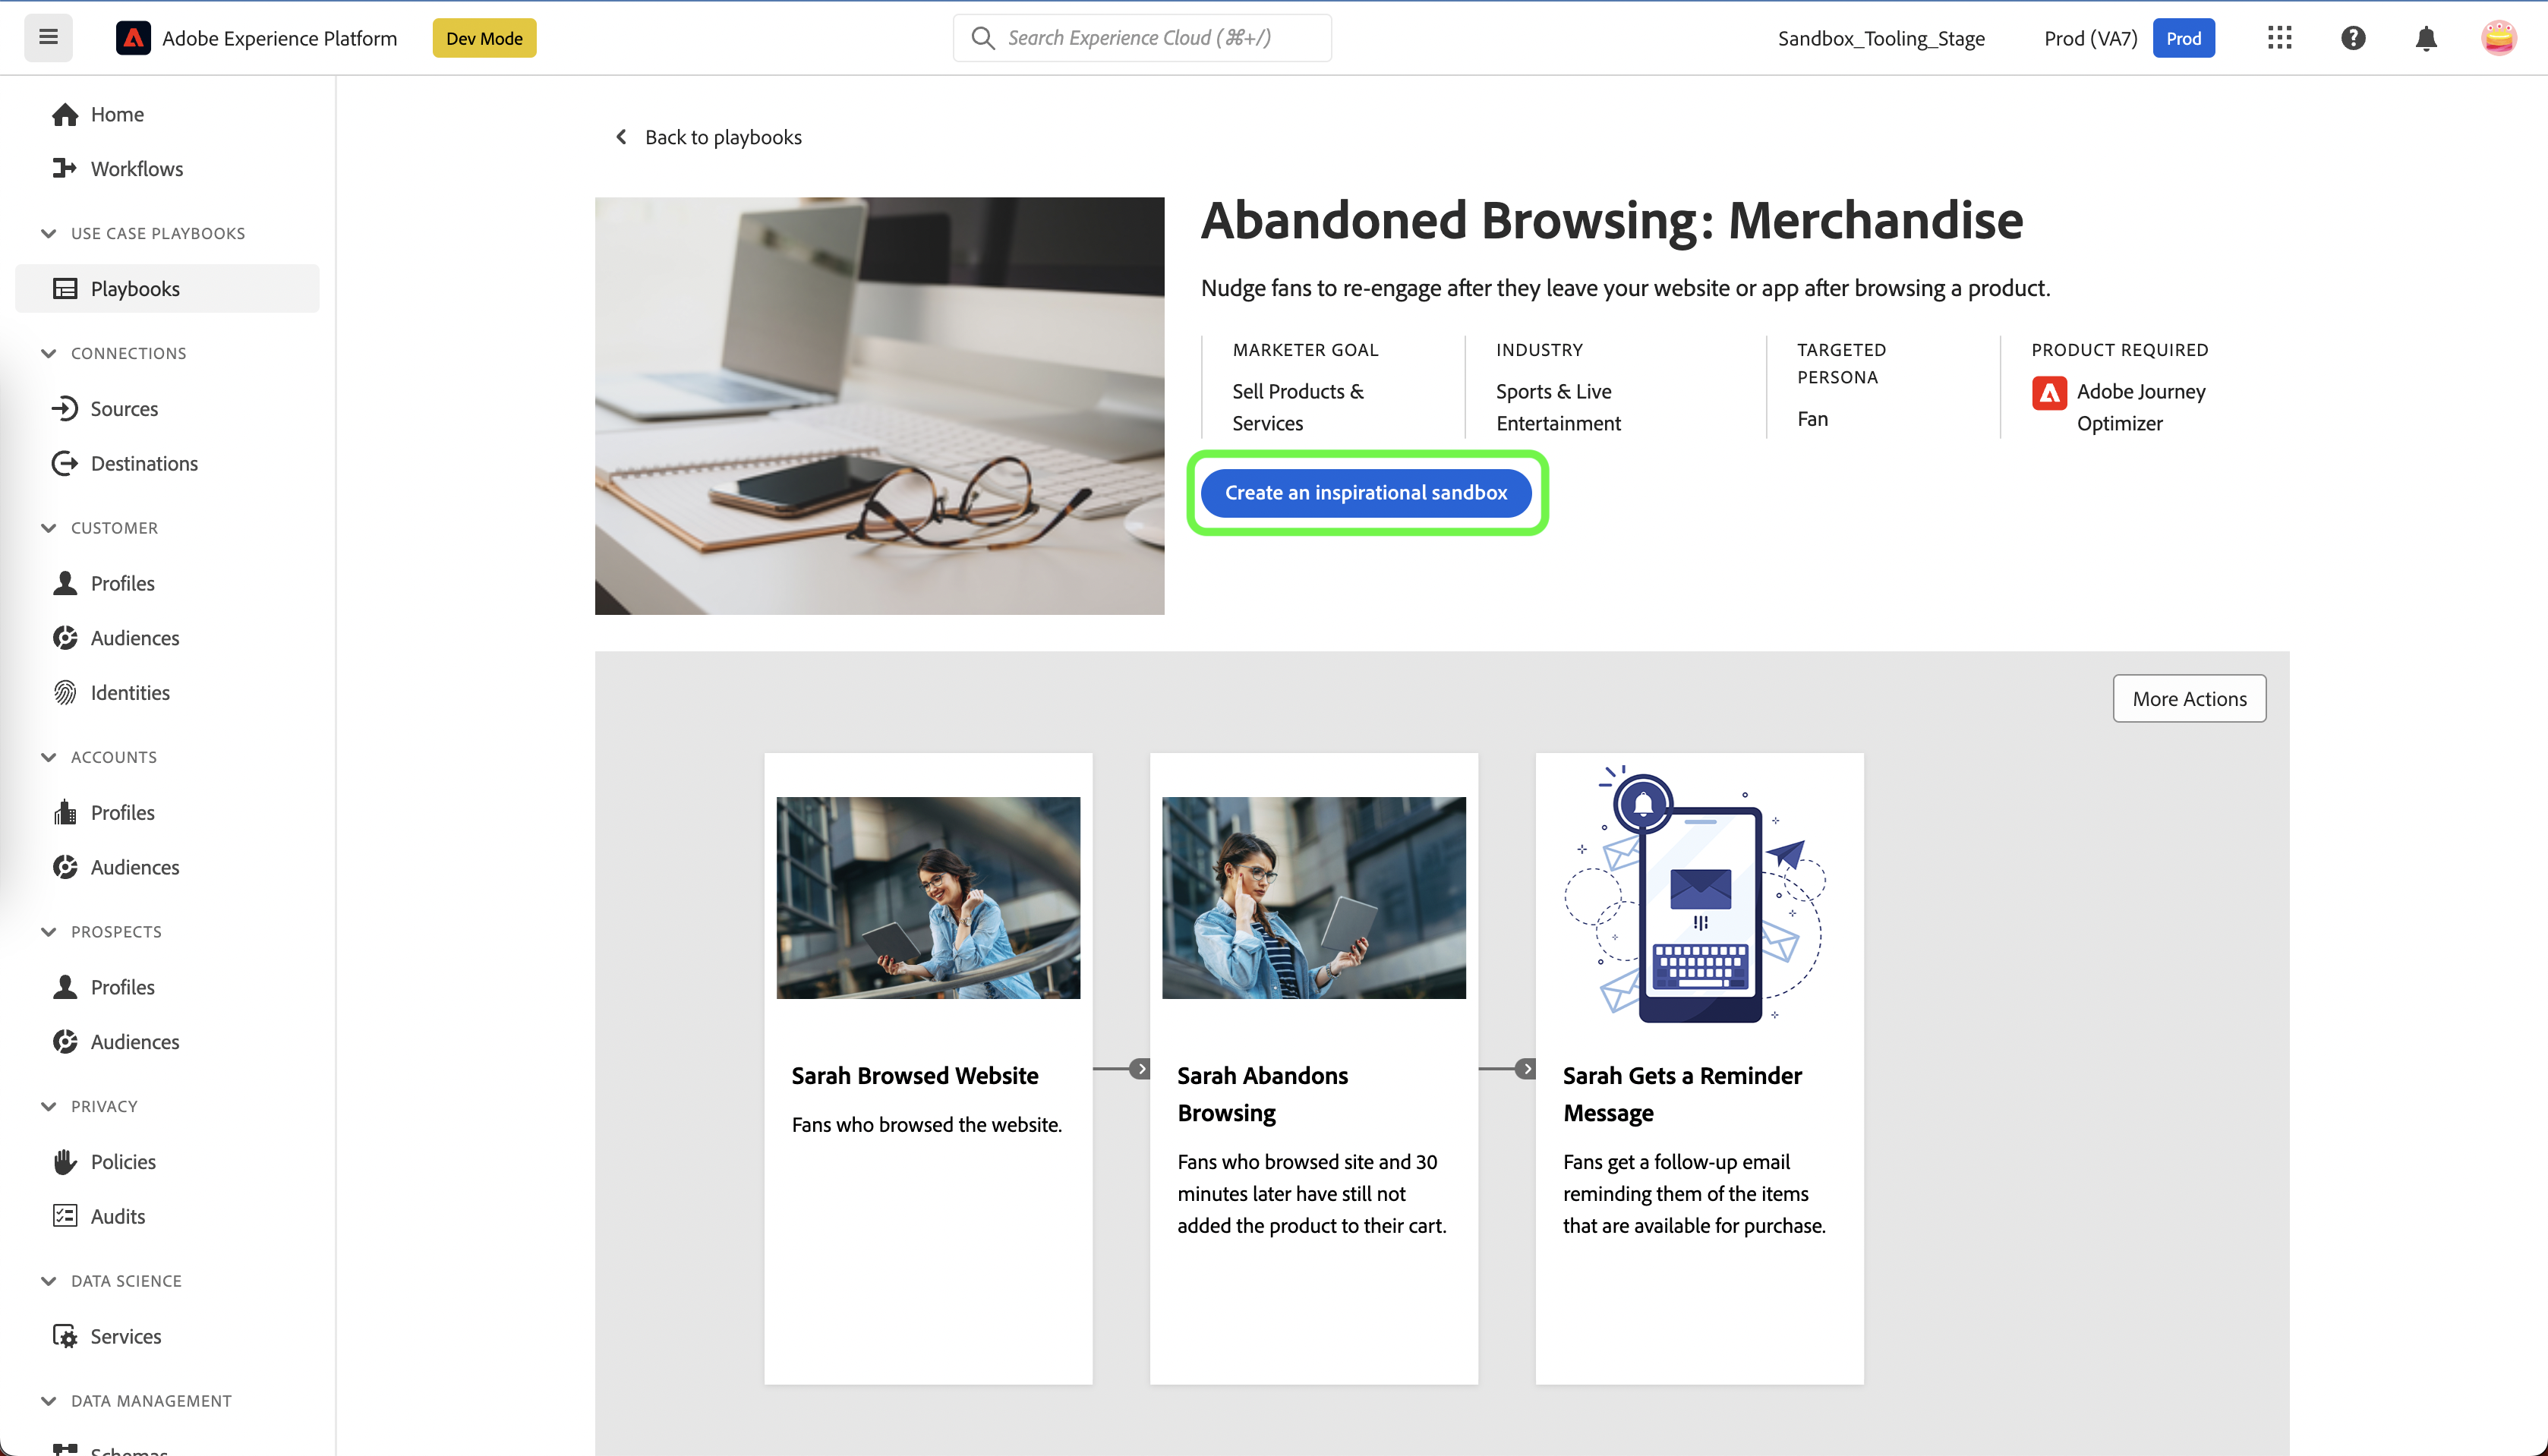 Adobe Experience Platform
Dev Mode
Search Experience Cloud (⌘+/)
Sandbox_Tooling_Stage
Prod (VA7)
Prod
Home
Workflows
USE CASE PLAYBOOKS
Playbooks
CONNECTIONS
Sources
Destinations
CUSTOMER
Profiles
Audiences
Identities
ACCOUNTS
Profiles
Audiences
PROSPECTS
Profiles
Audiences
PRIVACY
Policies
Audits
DATA SCIENCE
Services
DATA MANAGEMENT
Schemas
Back to playbooks
Abandoned Browsing: Merchandise
Nudge fans to re-engage after they leave your website or app after browsing a product.
MARKETER GOAL
Sell Products &
Services
INDUSTRY
Sports & Live
Entertainment
TARGETED
PERSONA
Fan
PRODUCT REQUIRED
Adobe Journey
Optimizer
Create an inspirational sandbox
More Actions
Sarah Browsed Website
Fans who browsed the website.
Sarah Abandons
Browsing
Fans who browsed site and 30
minutes later have still not
added the product to their cart.
Sarah Gets a Reminder
Message
Fans get a follow-up email
reminding them of the items
that are available for purchase.